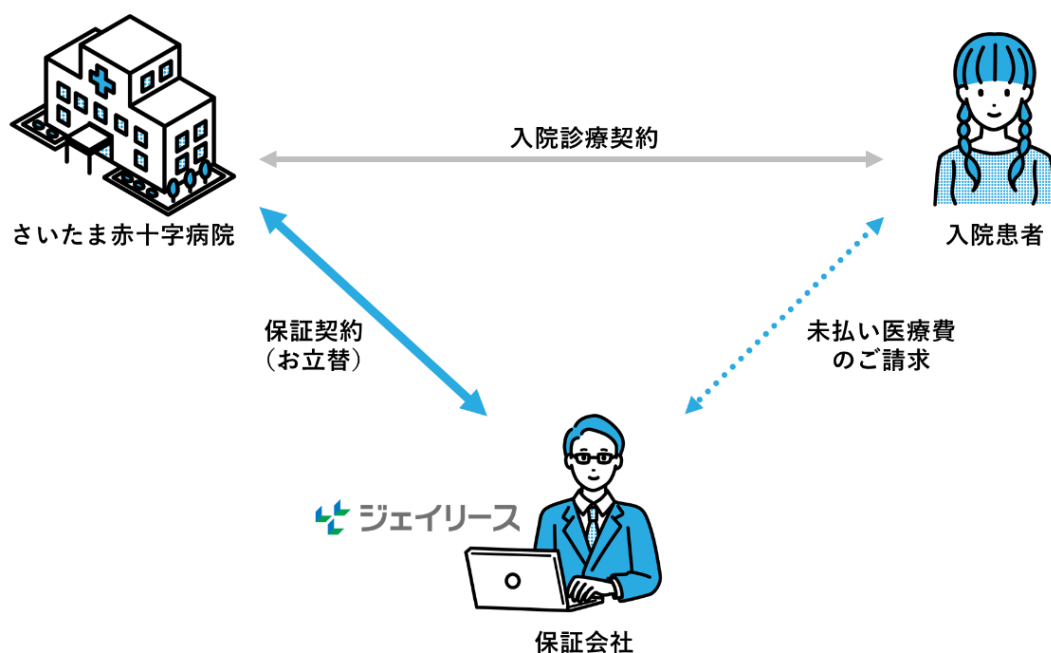 入院診療契約
さいたま赤十字病院
入院患者
保証契約
（お立替）
未払い医療費
のご請求
ジェイリース
保証会社